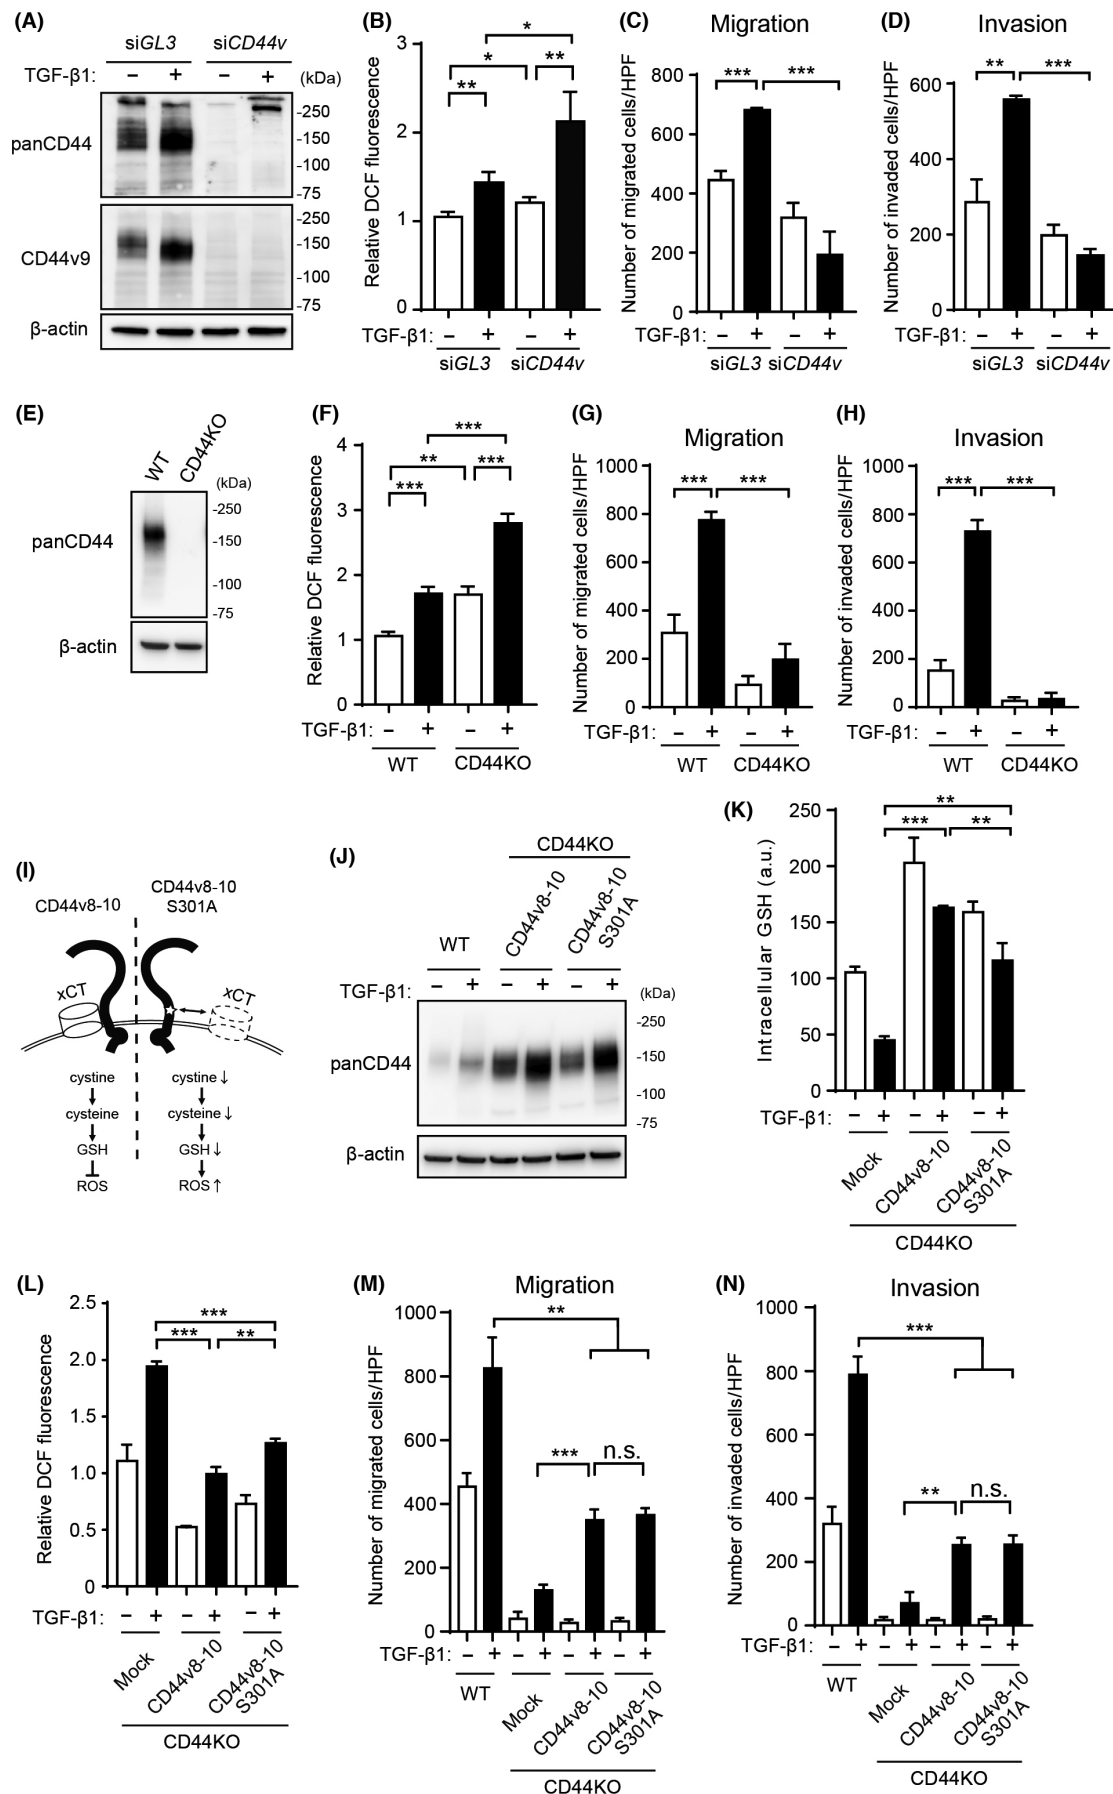 (A)
siGL3 siCD44v
TGF-β1: − + − + (kDa)
panCD44
-250
-150
-100
-75
CD44v9
-250
-150
-100
-75
β-actin
(B)
Relative DCF fluorescence
3
2
1
0
*
* **
**
TGF-β1: − + − +
siGL3 siCD44v
(C)
Migration
Number of migrated cells/HPF
800
600
400
200
0
*** ***
TGF-β1: − + − +
siGL3 siCD44v
(D)
Invasion
Number of invaded cells/HPF
600
400
200
0
** ***
TGF-β1: − + − +
siGL3 siCD44v
(E)
WT CD44KO
(kDa)
panCD44
-250
-150
-100
-75
β-actin
(F)
Relative DCF fluorescence
4
3
2
1
0
***
** ***
***
TGF-β1: − + − +
WT CD44KO
(G)
Migration
Number of migrated cells/HPF
1000
800
600
400
200
0
*** ***
TGF-β1: − + − +
WT CD44KO
(H)
Invasion
Number of invaded cells/HPF
1000
800
600
400
200
0
*** ***
TGF-β1: − + − +
WT CD44KO
(I)
CD44v8-10
CD44v8-10
S301A
xCT xCT
cystine cystine↓
cysteine cysteine↓
GSH GSH↓
ROS ROS↑
(J)
CD44KO
WT CD44v8-10 CD44v8-10
S301A
TGF-β1: − + − + − +
(kDa)
panCD44
-250
-150
-100
-75
β-actin
(K)
Intracellular GSH (a.u.)
250
200
150
100
50
0
**
*** **
TGF-β1: − + − + − +
Mock CD44v8-10 CD44v8-10
S301A
CD44KO
(L)
Relative DCF fluorescence
2.5
2.0
1.5
1.0
0.5
0
***
*** **
TGF-β1: − + − + − +
Mock CD44v8-10 CD44v8-10
S301A
CD44KO
(M)
Migration
Number of migrated cells/HPF
1000
800
600
400
200
0
**
*** n.s.
TGF-β1: − + − + − + − +
WT Mock CD44v8-10 CD44v8-10
S301A
CD44KO
(N)
Invasion
Number of invaded cells/HPF
1000
800
600
400
200
0
***
** n.s.
TGF-β1: − + − + − + − +
WT Mock CD44v8-10 CD44v8-10
S301A
CD44KO